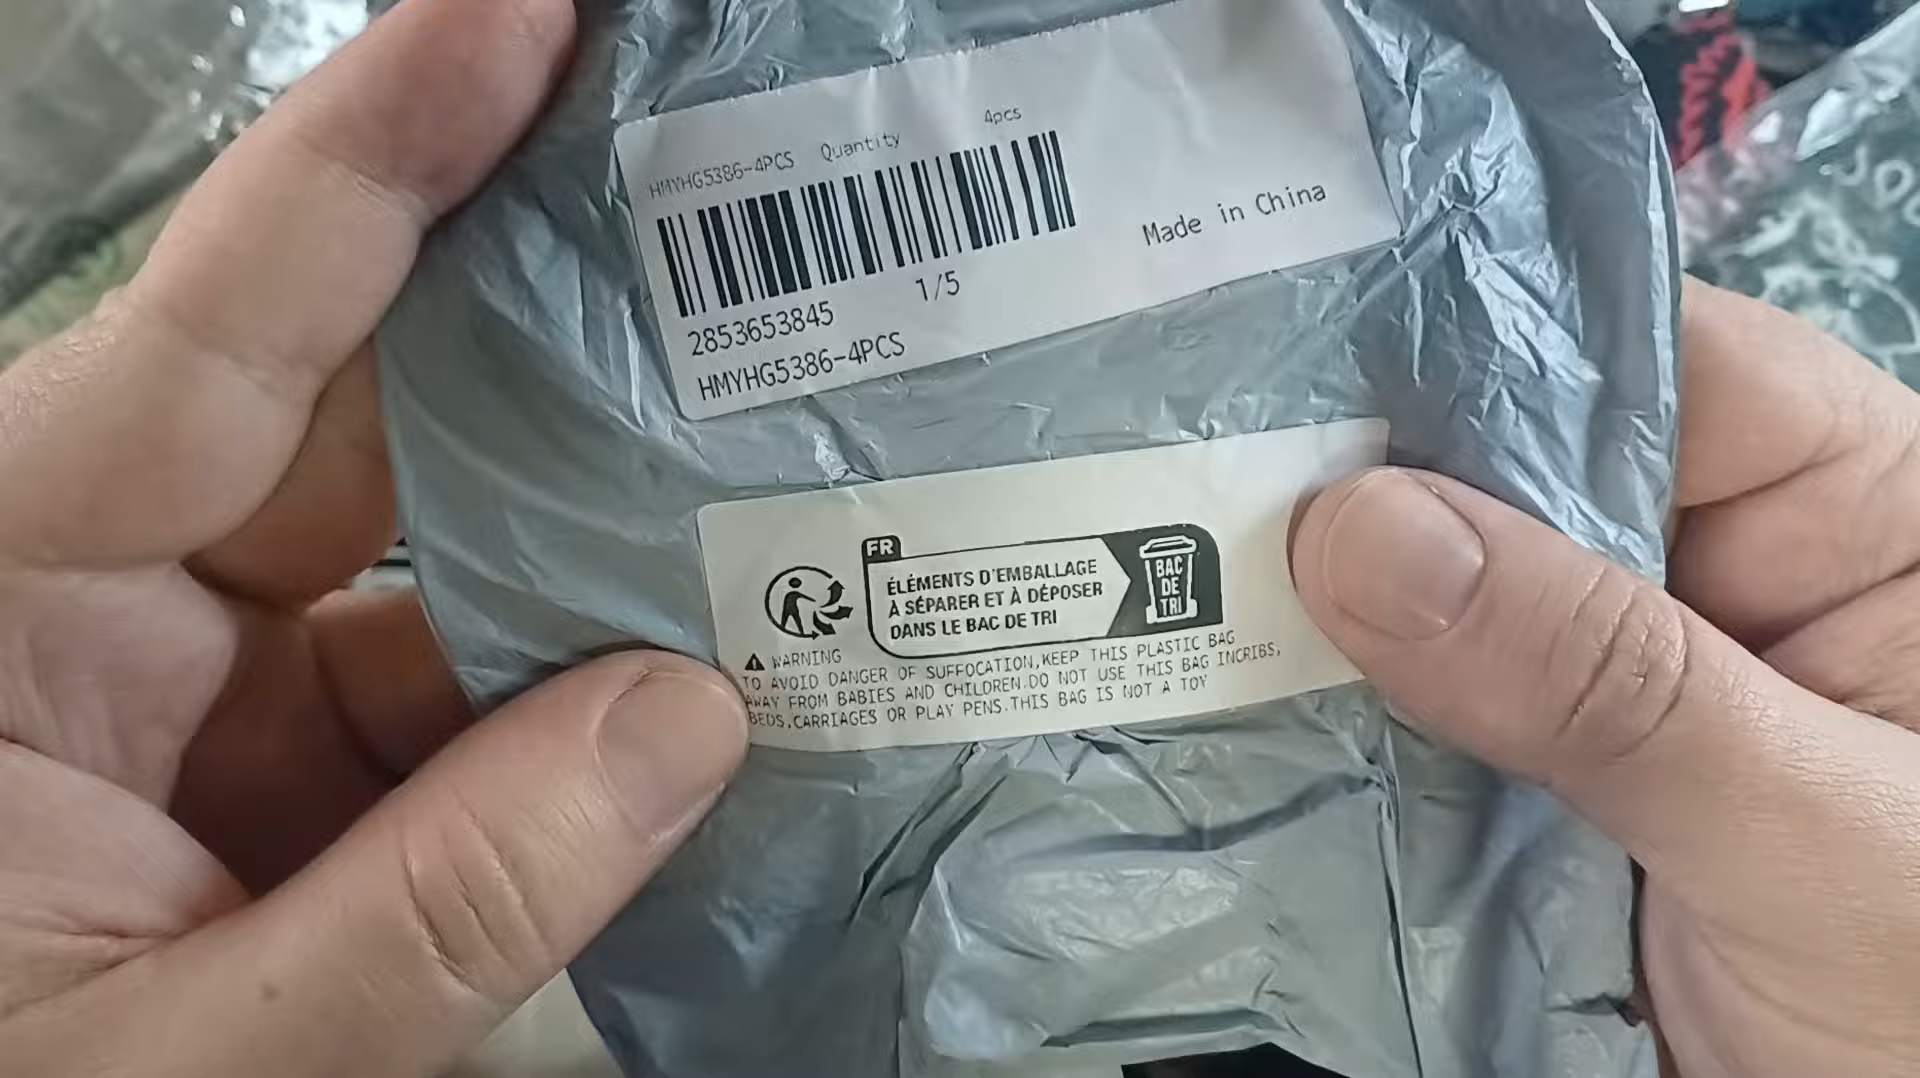 HMYHG5386-4PCS Quantity 4pcs
2853653845 1/5
HMYHG5386-4PCS
Made in China
FR
ÉLÉMENTS D'EMBALLAGE
À SÉPARER ET À DÉPOSER
DANS LE BAC DE TRI
BAC
DE
TRI
WARNING
TO AVOID DANGER OF SUFFOCATION,KEEP THIS PLASTIC BAG
AWAY FROM BABIES AND CHILDREN.DO NOT USE THIS BAG INCRIBS,
BEDS,CARRIAGES OR PLAY PENS.THIS BAG IS NOT A TOY